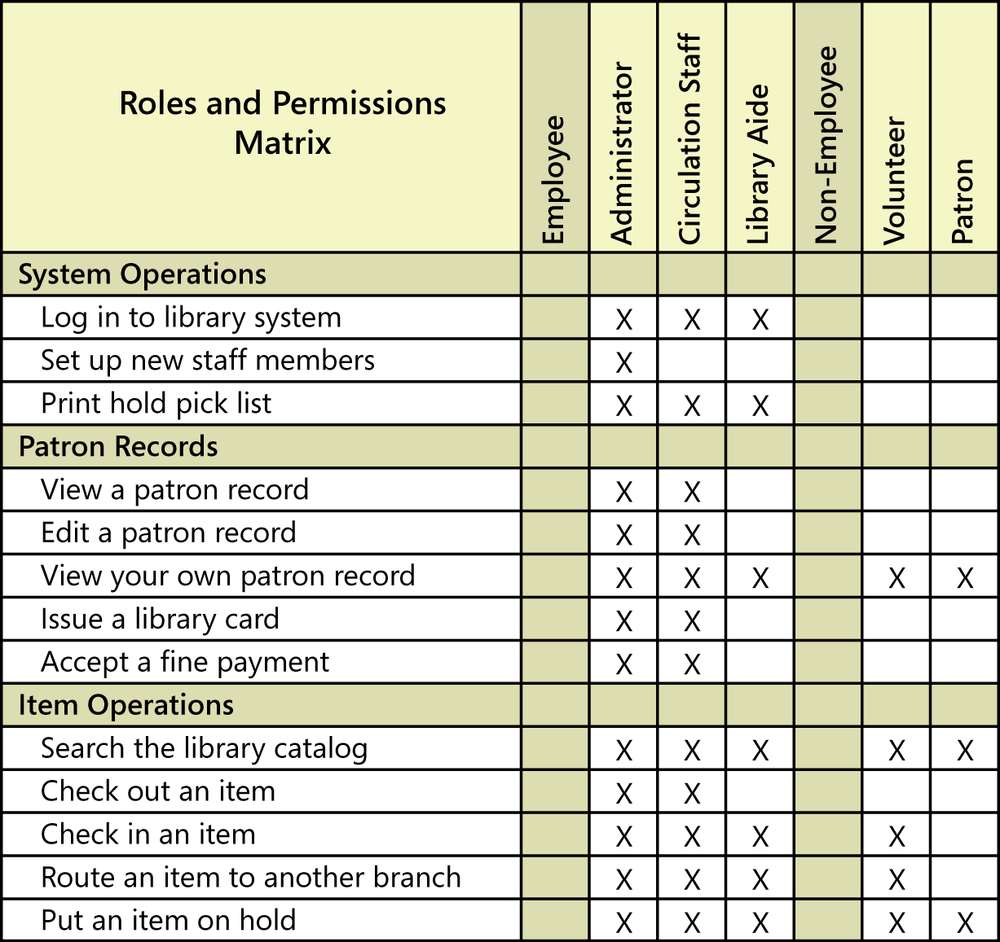 Roles and Permissions
Matrix
Employee
Administrator
Circulation Staff
Library Aide
Non-Employee
Volunteer
Patron
System Operations
Log in to library system X X X
Set up new staff members X
Print hold pick list X X X
Patron Records
View a patron record X X
Edit a patron record X X
View your own patron record X X X X X
Issue a library card X X
Accept a fine payment X X
Item Operations
Search the library catalog X X X X X
Check out an item X X
Check in an item X X X X
Route an item to another branch X X X X
Put an item on hold X X X X X